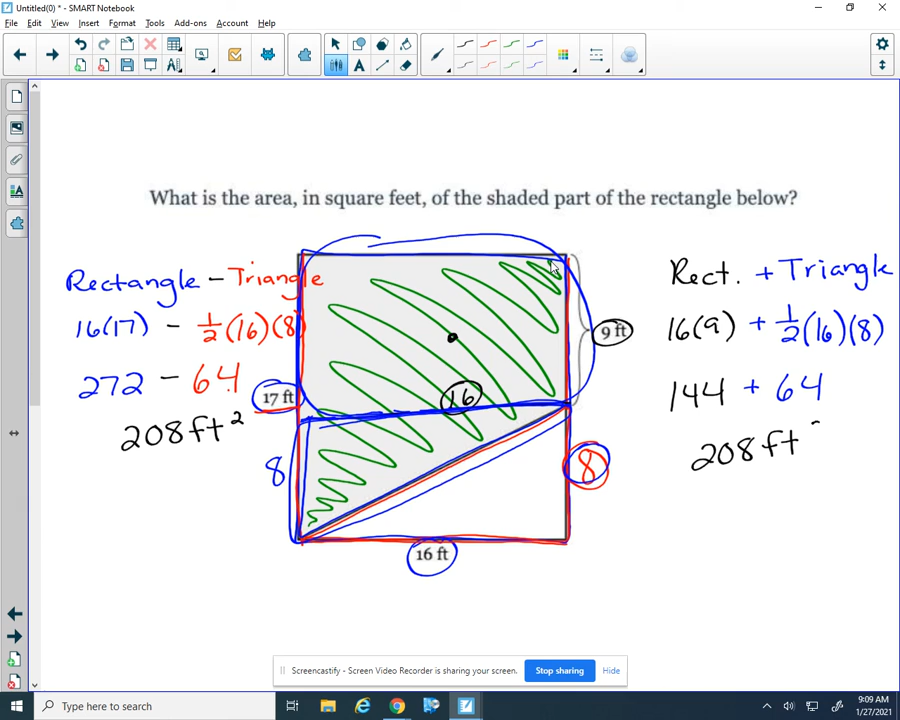 Untitled(0) * - SMART Notebook
File Edit View Insert Format Tools Add-ons Account Help
What is the area, in square feet, of the shaded part of the rectangle below?
Rectangle - Triangle
16(17) - 1/2(16)(8)
272 - 64
208ft²
17 ft
8
16
9 ft
8
16 ft
Rect. + Triangle
16(9) + 1/2(16)(8)
144 + 64
208ft
Screencastify - Screen Video Recorder is sharing your screen. Stop sharing Hide
Type here to search
9:09 AM
1/27/2021